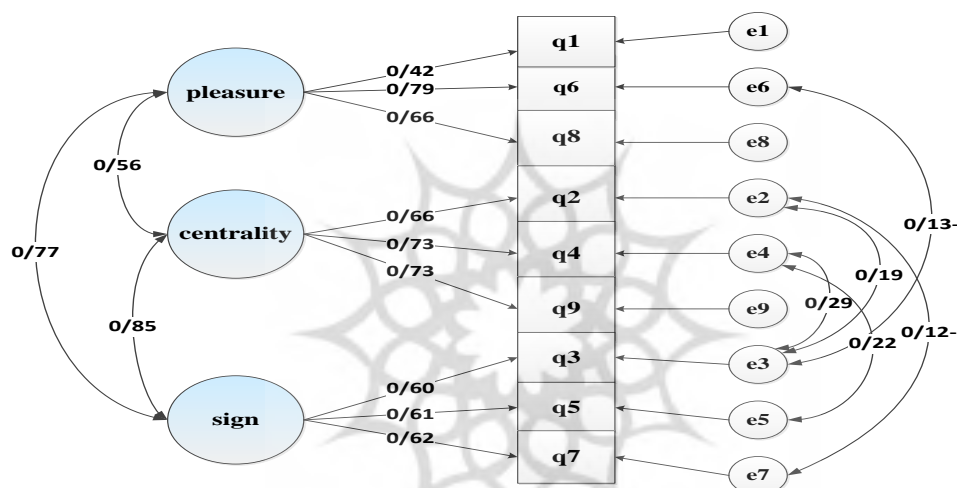 pleasure
centrality
sign
0/77
0/56
0/85
0/42
0/79
0/66
0/66
0/73
0/73
0/60
0/61
0/62
q1
q6
q8
q2
q4
q9
q3
q5
q7
e1
e6
e8
e2
e4
e9
e3
e5
e7
0/13-
0/19
0/29
0/12-
0/22